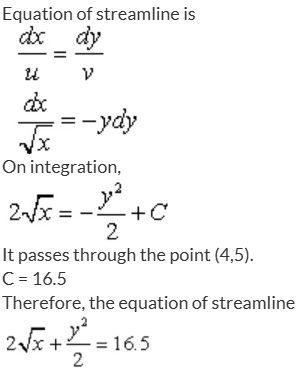 Equation of streamline is
dx/u = dy/v
dx/√x = -ydy
On integration,
2√x = -y²/2 + C
It passes through the point (4,5).
C = 16.5
Therefore, the equation of streamline
2√x + y²/2 = 16.5